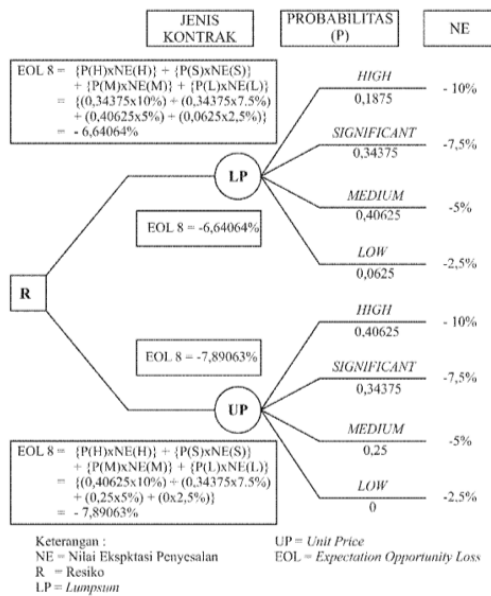 JENIS
KONTRAK
PROBABILITAS
(P)
NE
EOL 8 = {P(H)xNE(H)} + {P(S)xNE(S)}
+ {P(M)xNE(M)} + {P(L)xNE(L)}
= {(0,34375x10%) + (0,34375x7.5%)
+ (0,40625x5%) + (0,0625x2,5%)}
= - 6,64064%
HIGH
0,1875
- 10%
SIGNIFICANT
0,34375
-7,5%
LP
MEDIUM
0,40625
-5%
EOL 8 = -6,64064%
LOW
0,0625
-2,5%
R
HIGH
0,40625
- 10%
EOL 8 = -7,89063%
SIGNIFICANT
0,34375
-7,5%
UP
MEDIUM
0,25
-5%
EOL 8 = {P(H)xNE(H)} + {P(S)xNE(S)}
+ {P(M)xNE(M)} + {P(L)xNE(L)}
= {(0,40625x10%) + (0,34375x7.5%)
+ (0,25x5%) + (0x2,5%)}
= - 7,89063%
LOW
0
-2.5%
Keterangan :
NE = Nilai Ekspktasi Penyesalan
R = Resiko
LP = Lumpsum
UP = Unit Price
EOL = Expectation Opportunity Loss